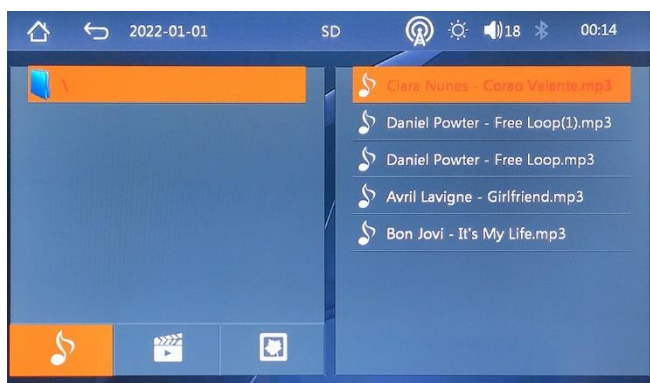 2022-01-01 SD 18 00:14
\
Clara Nunes - Corao Valente.mp3
Daniel Powter - Free Loop(1).mp3
Daniel Powter - Free Loop.mp3
Avril Lavigne - Girlfriend.mp3
Bon Jovi - It's My Life.mp3